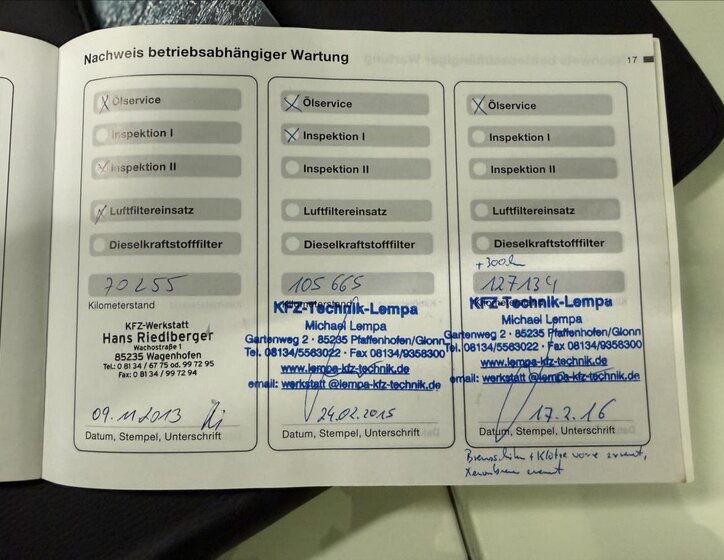 Nachweis betriebsabhängiger Wartung
17
Ölservice
Inspektion I
Inspektion II
Luftfiltereinsatz
Dieselkraftstofffilter
70255
Kilometerstand
KFZ-Werkstatt
Hans Riedlberger
Wachostraße 1
85235 Wagenhofen
Tel.: 0 81 34 / 67 75 od. 99 72 95
Fax: 0 81 34 / 99 72 94
09.11.2013
Datum, Stempel, Unterschrift
Ölservice
Inspektion I
Inspektion II
Luftfiltereinsatz
Dieselkraftstofffilter
105665
Kilometerstand
KFZ-Technik-Lempa
Michael Lempa
Gartenweg 2 · 85235 Pfaffenhofen/Glonn
Tel. 08134/5563022 · Fax 08134/9358300
www.lempa-kfz-technik.de
email: werkstatt@lempa-kfz-technik.de
24.02.2015
Datum, Stempel, Unterschrift
Ölservice
Inspektion I
Inspektion II
Luftfiltereinsatz
Dieselkraftstofffilter
127134
Kilometerstand
KFZ-Technik-Lempa
Michael Lempa
Gartenweg 2 · 85235 Pfaffenhofen/Glonn
Tel. 08134/5563022 · Fax 08134/9358300
www.lempa-kfz-technik.de
email: werkstatt @lempa-kfz-technik.de
17.2.16
Datum, Stempel, Unterschrift
+ Klötze vorne